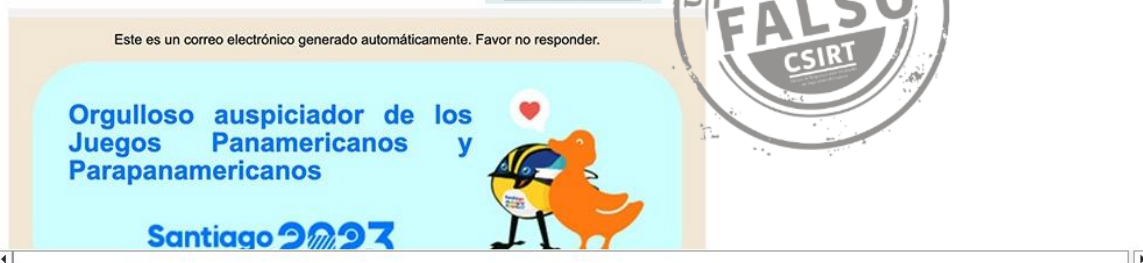 FALSO
CSIRT
Este es un correo electrónico generado automáticamente. Favor no responder.
Orgulloso auspiciador de los
Juegos Panamericanos y
Parapanamericanos
Santiago 2023